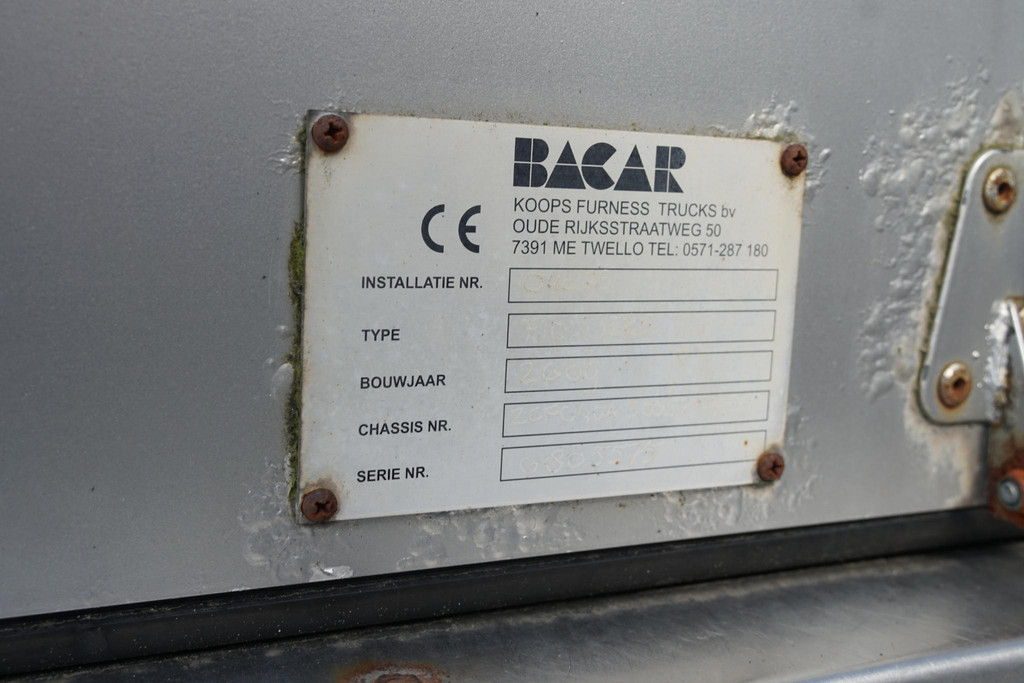 BACAR
KOOPS FURNESS TRUCKS bv
OUDE RIJKSSTRAATWEG 50
7391 ME TWELLO TEL: 0571-287 180
CE
INSTALLATIE NR.
TYPE
BOUWJAAR
CHASSIS NR.
SERIE NR.